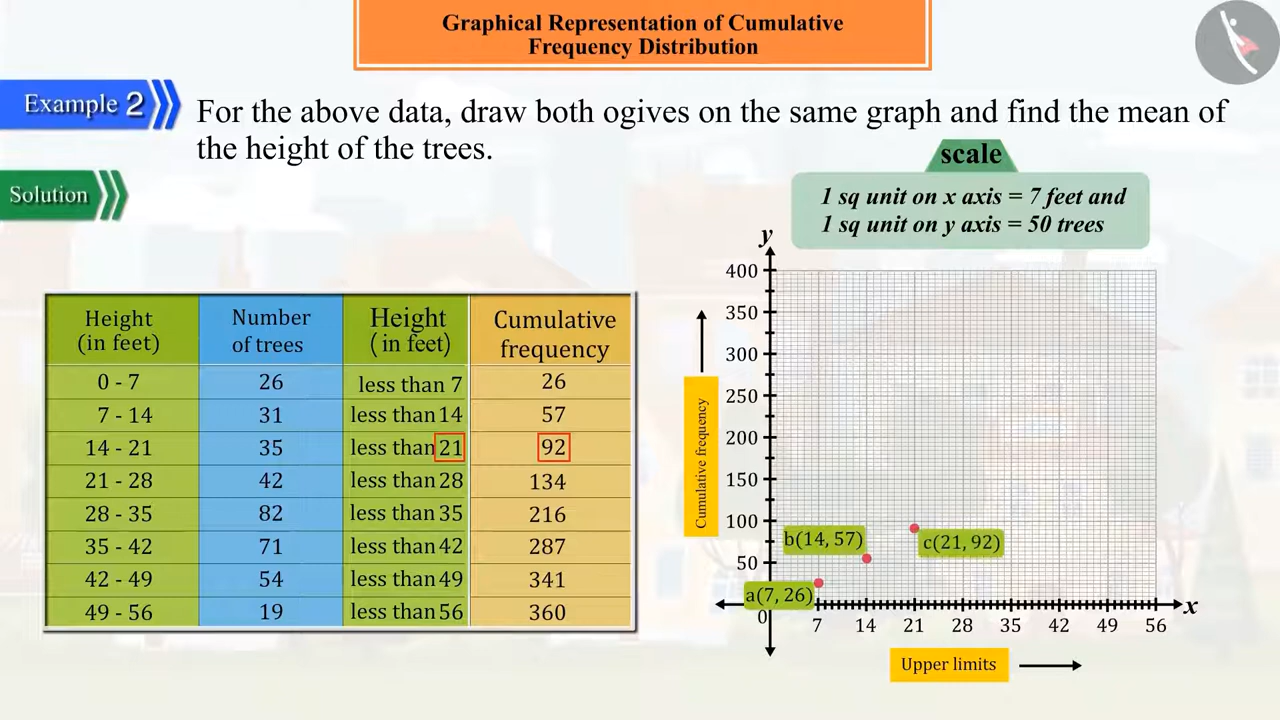 Graphical Representation of Cumulative
Frequency Distribution
Example 2
For the above data, draw both ogives on the same graph and find the mean of
the height of the trees.
Solution
scale
1 sq unit on x axis = 7 feet and
1 sq unit on y axis = 50 trees
Height (in feet) Number of trees Height ( in feet) Cumulative frequency
0 - 7 26 less than 7 26
7 - 14 31 less than 14 57
14 - 21 35 less than 21 92
21 - 28 42 less than 28 134
28 - 35 82 less than 35 216
35 - 42 71 less than 42 287
42 - 49 54 less than 49 341
49 - 56 19 less than 56 360
y
400
350
300
250
200
150
100
50
0
Cumulative frequency
b(14, 57)
c(21, 92)
a(7, 26)
x
7 14 21 28 35 42 49 56
Upper limits